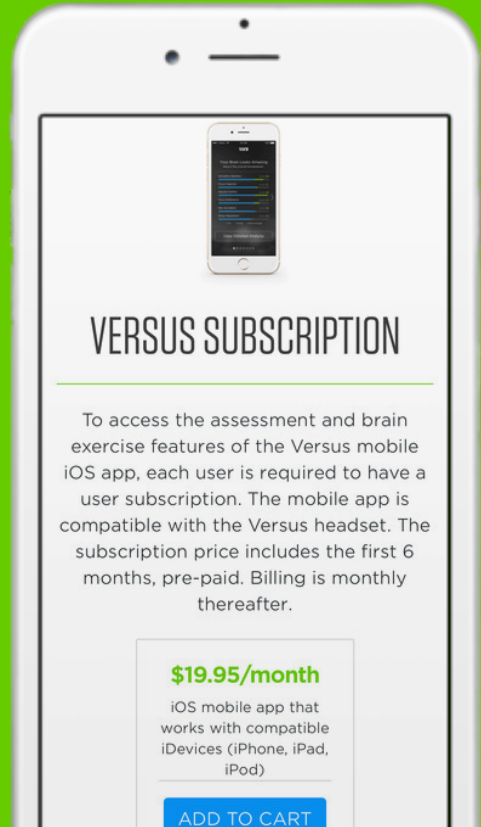 VERSUS SUBSCRIPTION
To access the assessment and brain
exercise features of the Versus mobile
iOS app, each user is required to have a
user subscription. The mobile app is
compatible with the Versus headset. The
subscription price includes the first 6
months, pre-paid. Billing is monthly
thereafter.
$19.95/month
iOS mobile app that
works with compatible
iDevices (iPhone, iPad,
iPod)
ADD TO CART